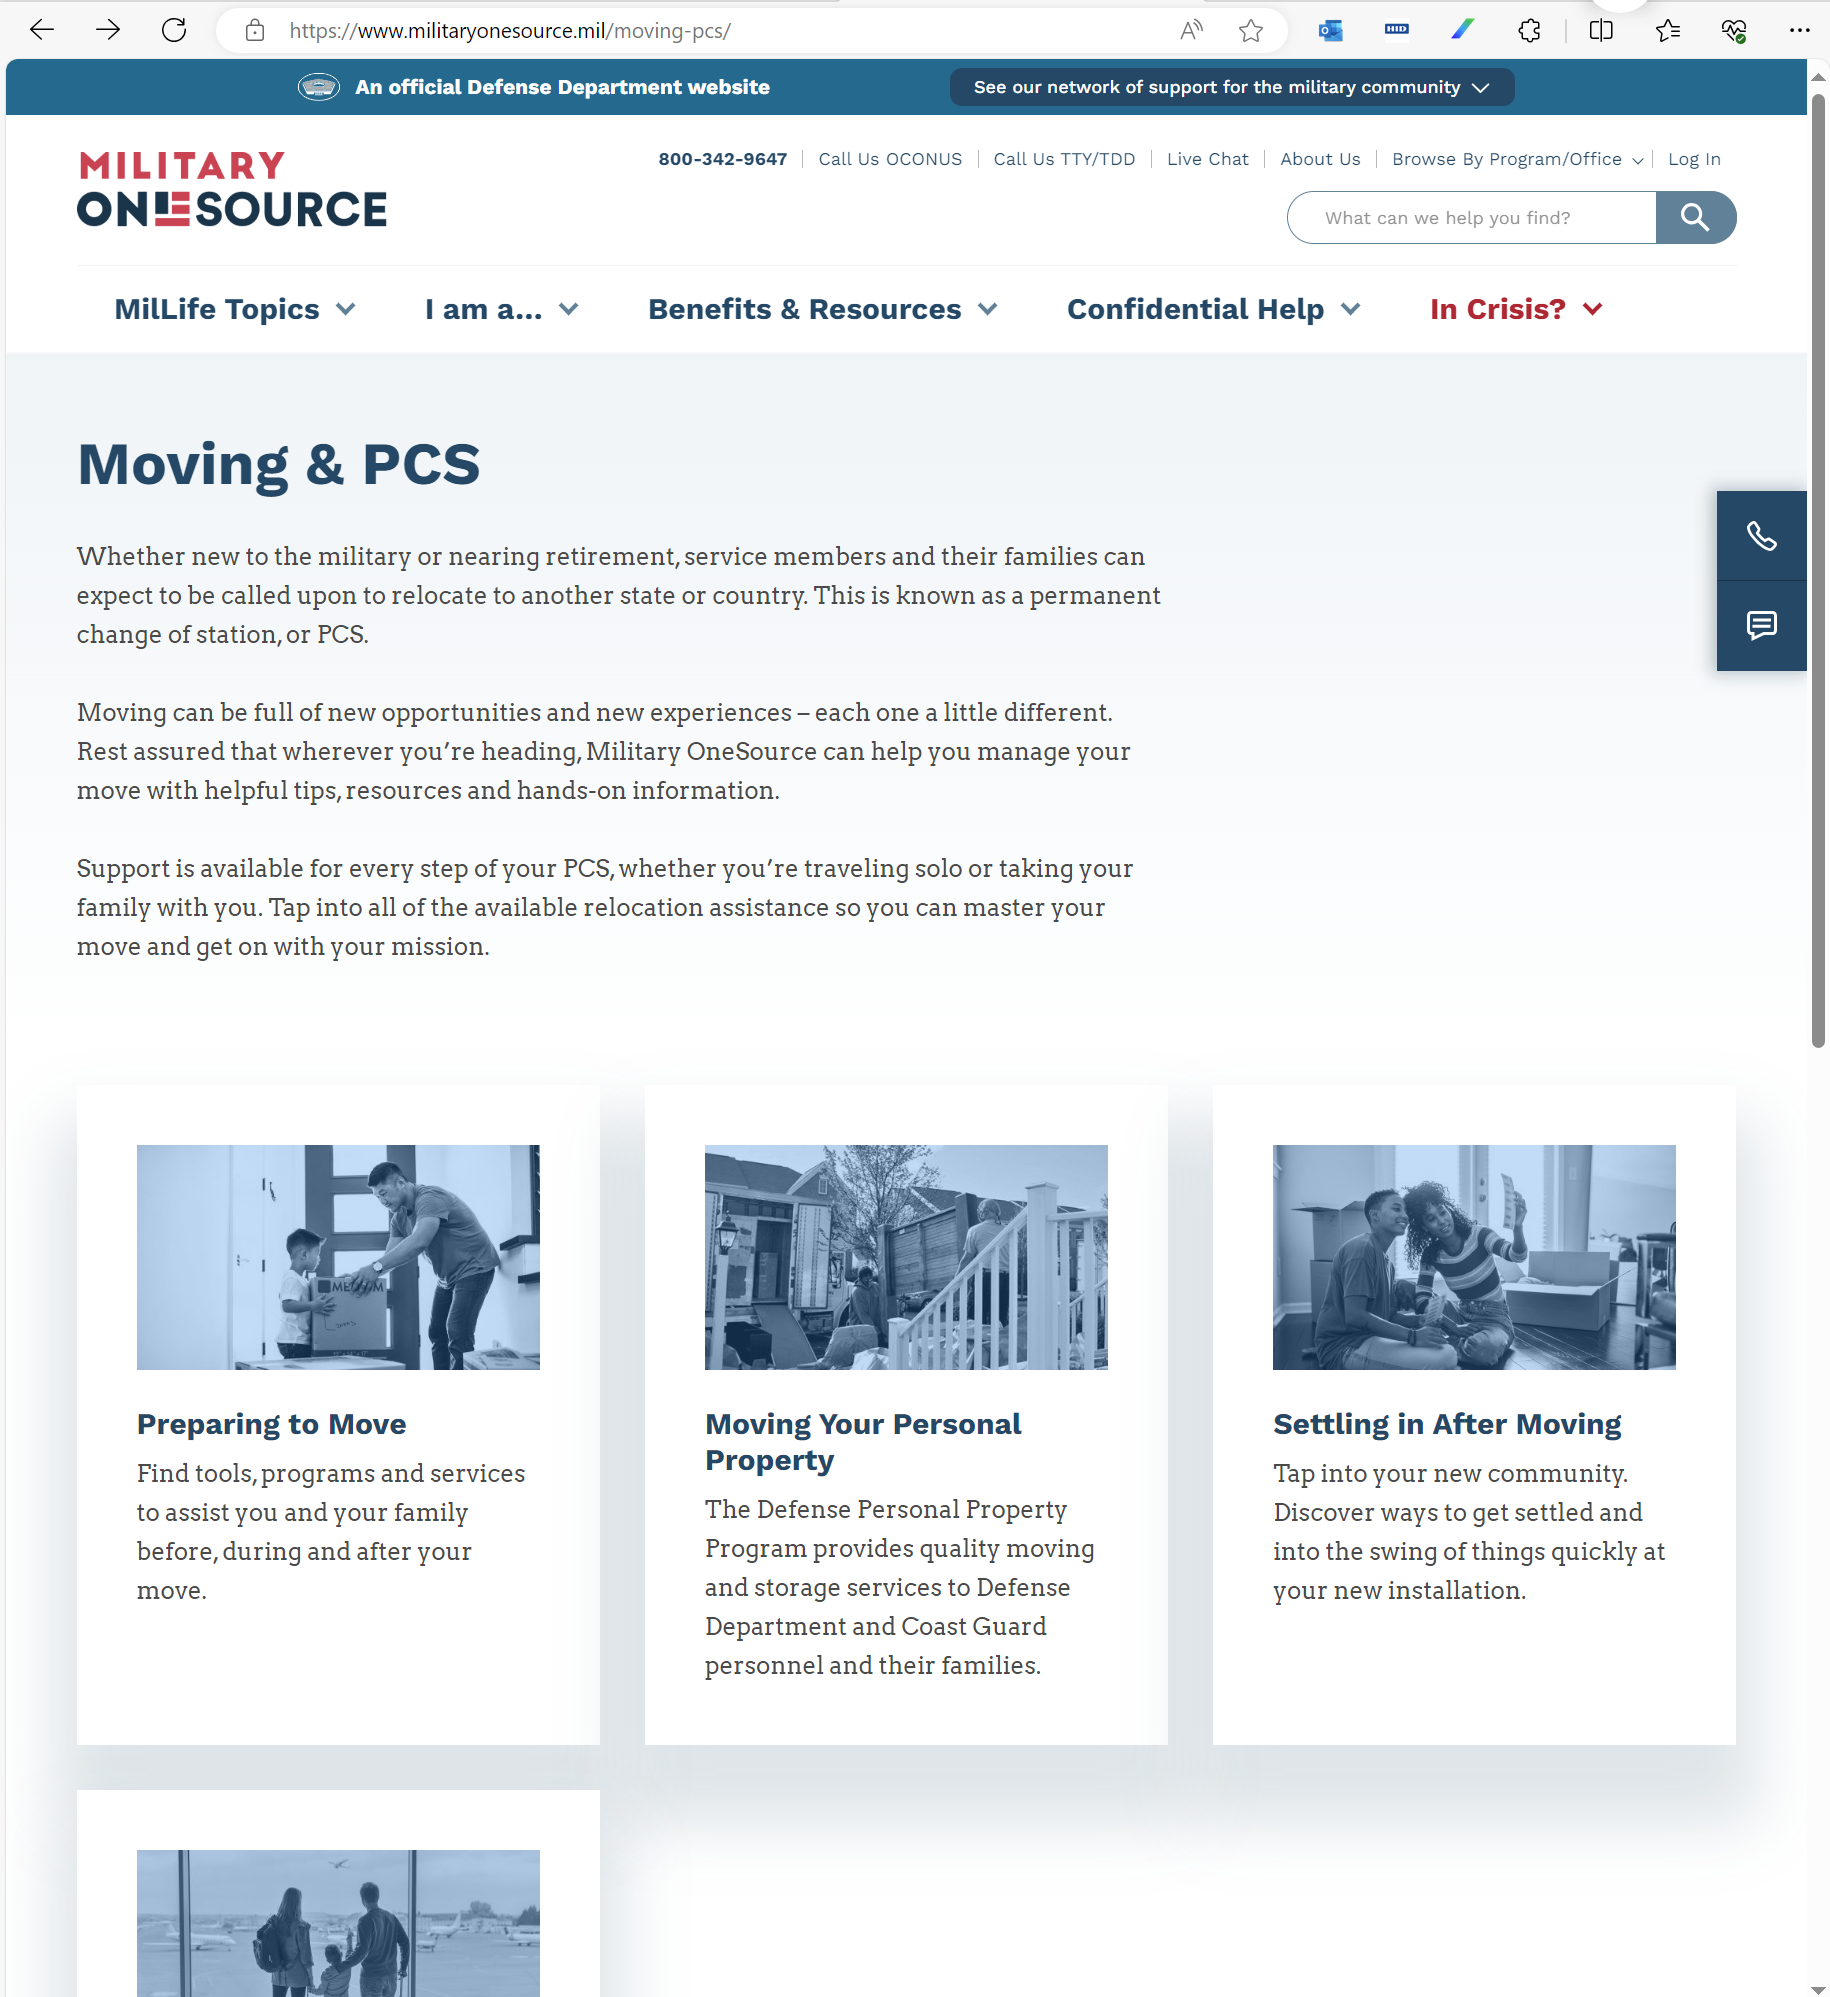 https://www.militaryonesource.mil/moving-pcs/
An official Defense Department website
See our network of support for the military community
MILITARY
ONESOURCE
800-342-9647
Call Us OCONUS
Call Us TTY/TDD
Live Chat
About Us
Browse By Program/Office
Log In
What can we help you find?
MilLife Topics
I am a...
Benefits & Resources
Confidential Help
In Crisis?
Moving & PCS
Whether new to the military or nearing retirement, service members and their families can
expect to be called upon to relocate to another state or country. This is known as a permanent
change of station, or PCS.
Moving can be full of new opportunities and new experiences – each one a little different.
Rest assured that wherever you’re heading, Military OneSource can help you manage your
move with helpful tips, resources and hands-on information.
Support is available for every step of your PCS, whether you’re traveling solo or taking your
family with you. Tap into all of the available relocation assistance so you can master your
move and get on with your mission.
Preparing to Move
Find tools, programs and services
to assist you and your family
before, during and after your
move.
Moving Your Personal
Property
The Defense Personal Property
Program provides quality moving
and storage services to Defense
Department and Coast Guard
personnel and their families.
Settling in After Moving
Tap into your new community.
Discover ways to get settled and
into the swing of things quickly at
your new installation.